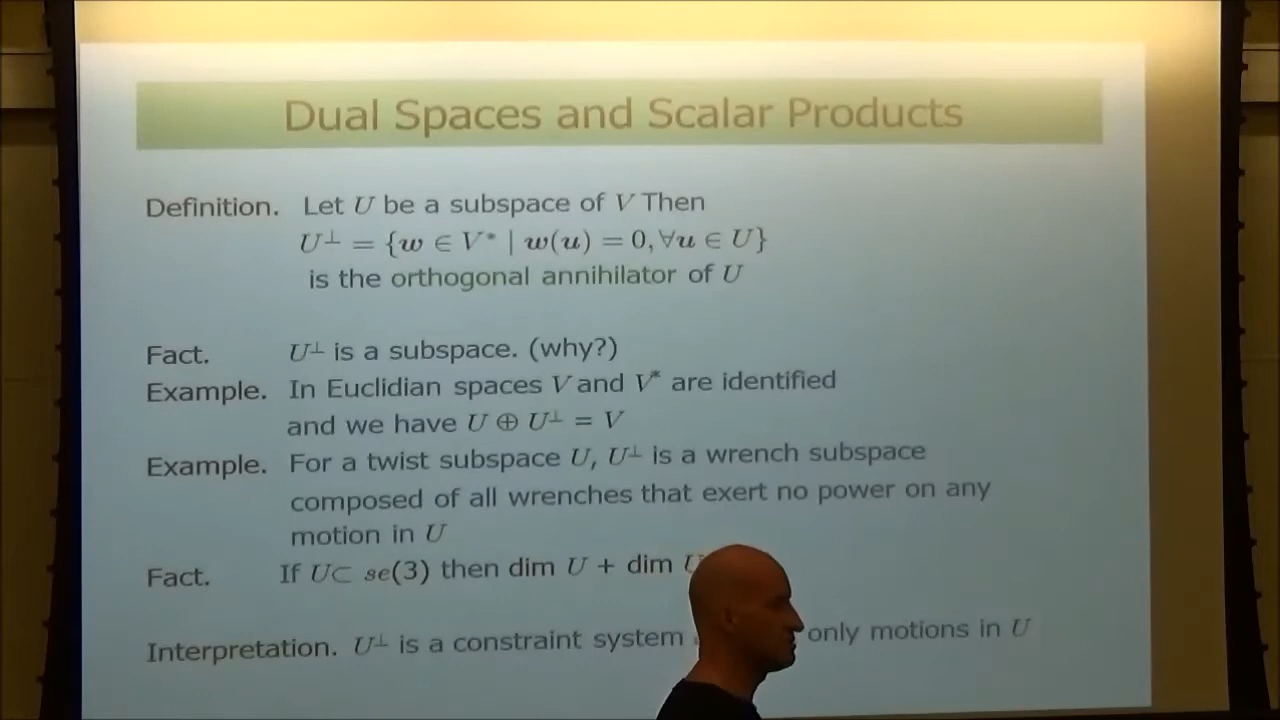 Dual Spaces and Scalar Products
Definition. Let U be a subspace of V Then
U⊥ = {w ∈ V* | w(u) = 0, ∀u ∈ U}
is the orthogonal annihilator of U
Fact. U⊥ is a subspace. (why?)
Example. In Euclidian spaces V and V* are identified
and we have U ⊕ U⊥ = V
Example. For a twist subspace U, U⊥ is a wrench subspace
composed of all wrenches that exert no power on any
motion in U
Fact. If U⊂ se(3) then dim U + dim
Interpretation. U⊥ is a constraint system only motions in U